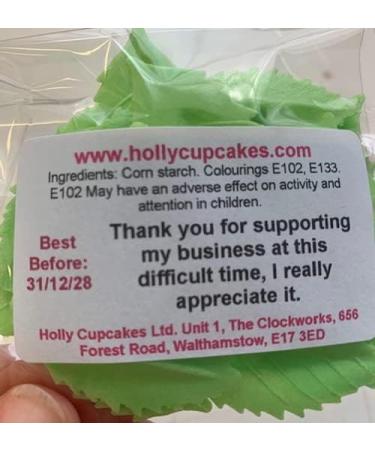 www.hollycupcakes.com
Ingredients: Corn starch. Colourings E102, E133.
E102 May have an adverse effect on activity and
attention in children.
Best
Before:
31/12/28
Thank you for supporting
my business at this
difficult time, I really
appreciate it.
Holly Cupcakes Ltd. Unit 1, The Clockworks, 656
Forest Road, Walthamstow, E17 3ED